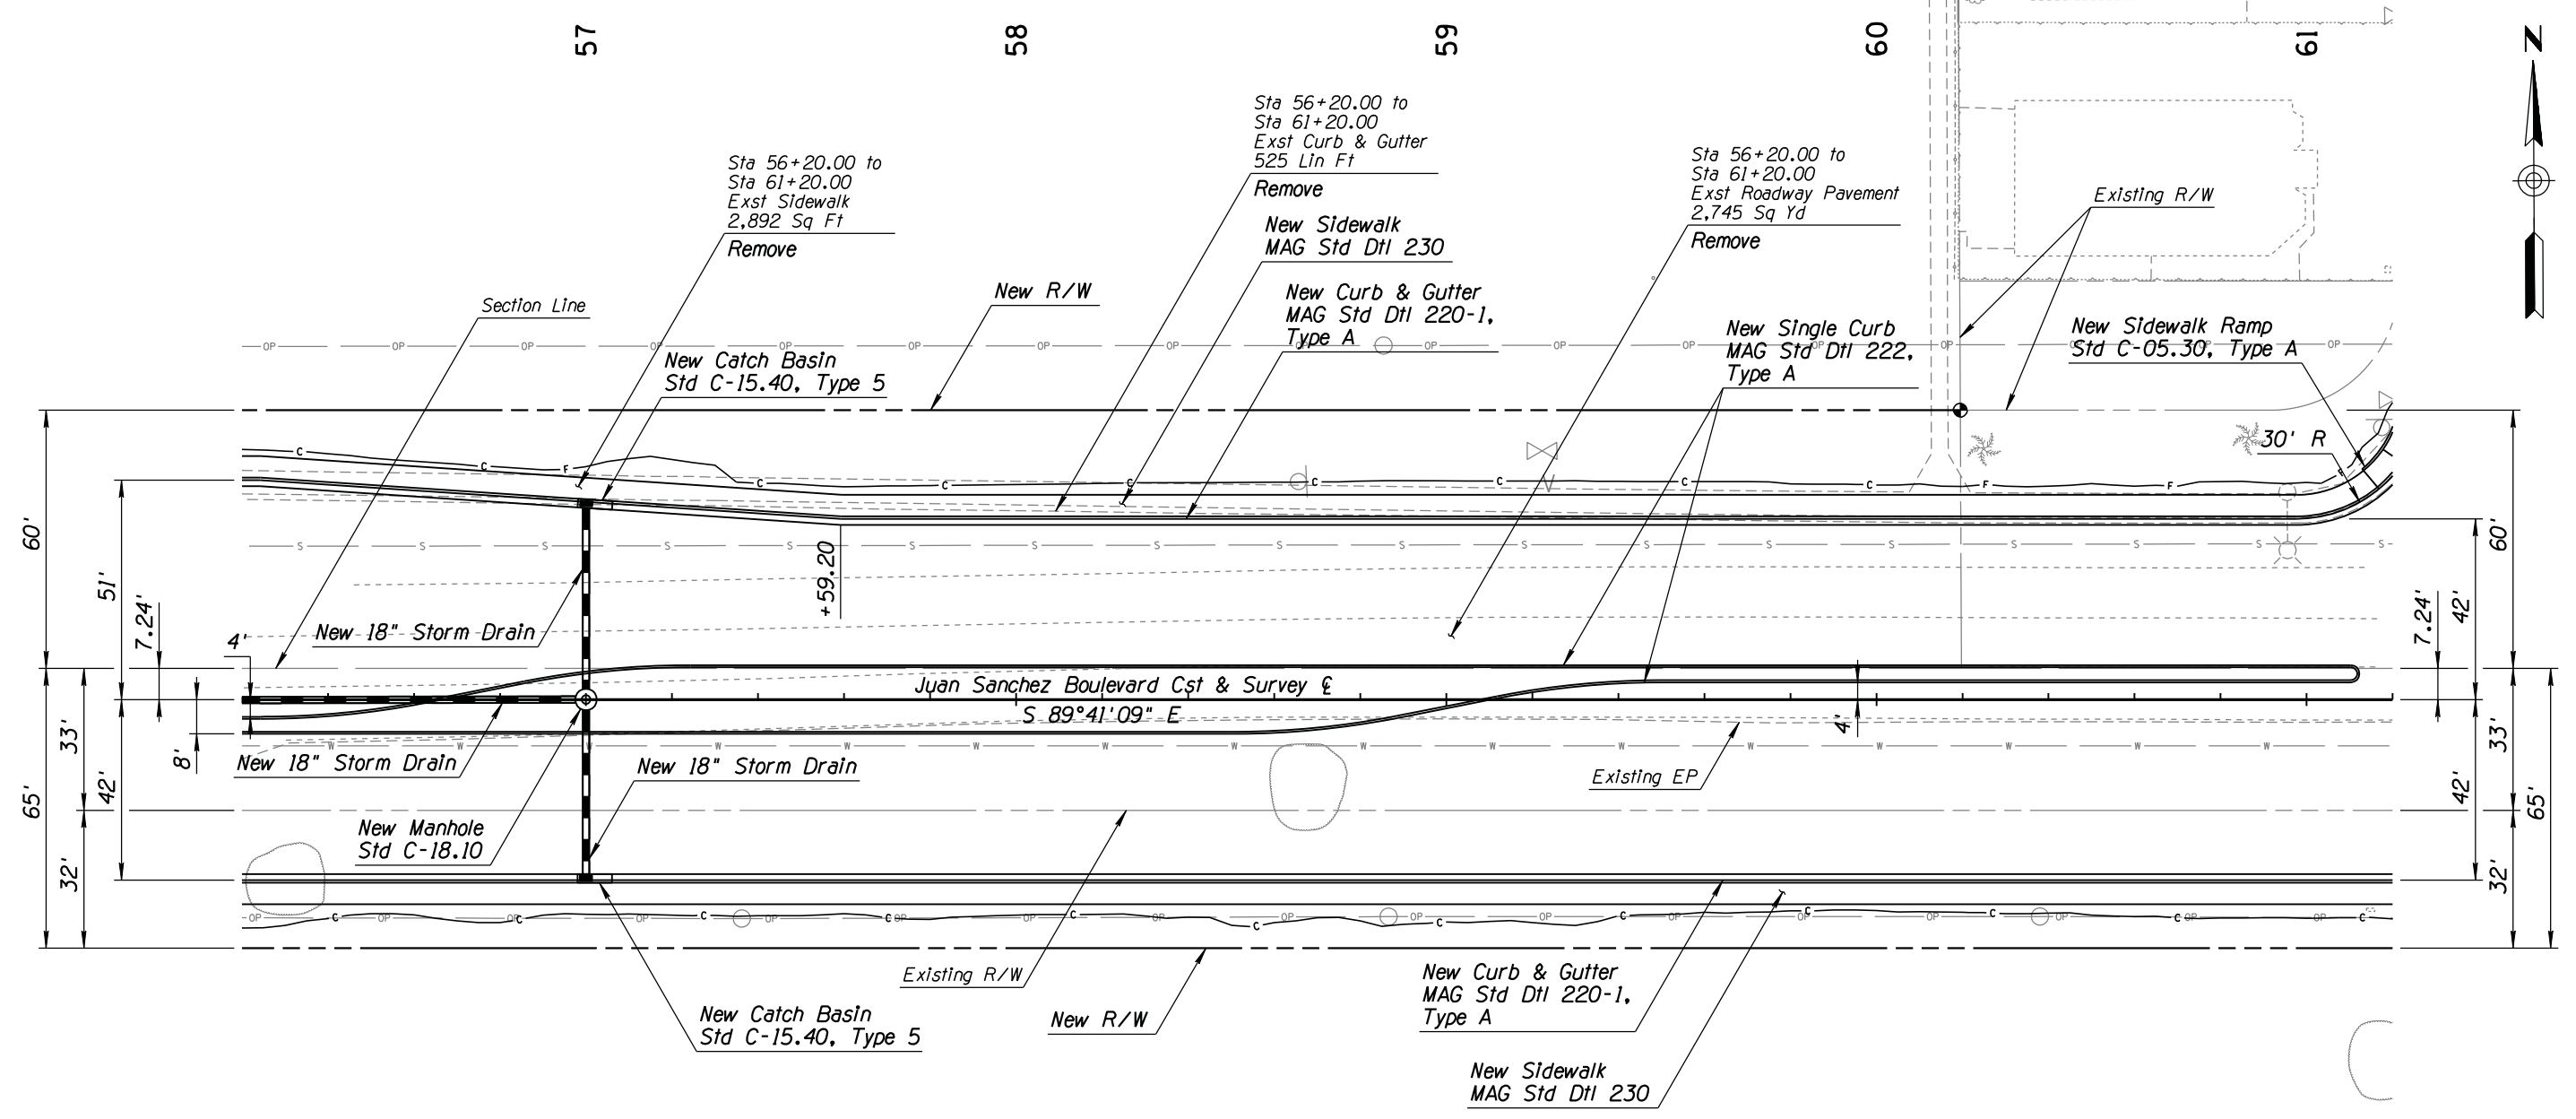 57
58
59
60
61
N
Sta 56+20.00 to
Sta 61+20.00
Exst Curb & Gutter
525 Lin Ft
Remove
Sta 56+20.00 to
Sta 61+20.00
Exst Sidewalk
2,892 Sq Ft
Remove
Sta 56+20.00 to
Sta 61+20.00
Exst Roadway Pavement
2,745 Sq Yd
Remove
Existing R/W
New Sidewalk
MAG Std Dtl 230
New R/W
New Curb & Gutter
MAG Std Dtl 220-1,
Type A
Section Line
New Single Curb
MAG Std Dtl 222,
Type A
New Sidewalk Ramp
Std C-05.30, Type A
New Catch Basin
Std C-15.40, Type 5
30' R
60'
51'
7.24'
4'
New 18" Storm Drain
+59.20
60'
42'
7.24'
Juan Sanchez Boulevard Cst & Survey ℄
S 89°41'09" E
4'
8'
33'
42'
65'
32'
New 18" Storm Drain
New 18" Storm Drain
Existing EP
33'
42'
65'
32'
New Manhole
Std C-18.10
Existing R/W
New Catch Basin
Std C-15.40, Type 5
New R/W
New Curb & Gutter
MAG Std Dtl 220-1,
Type A
New Sidewalk
MAG Std Dtl 230